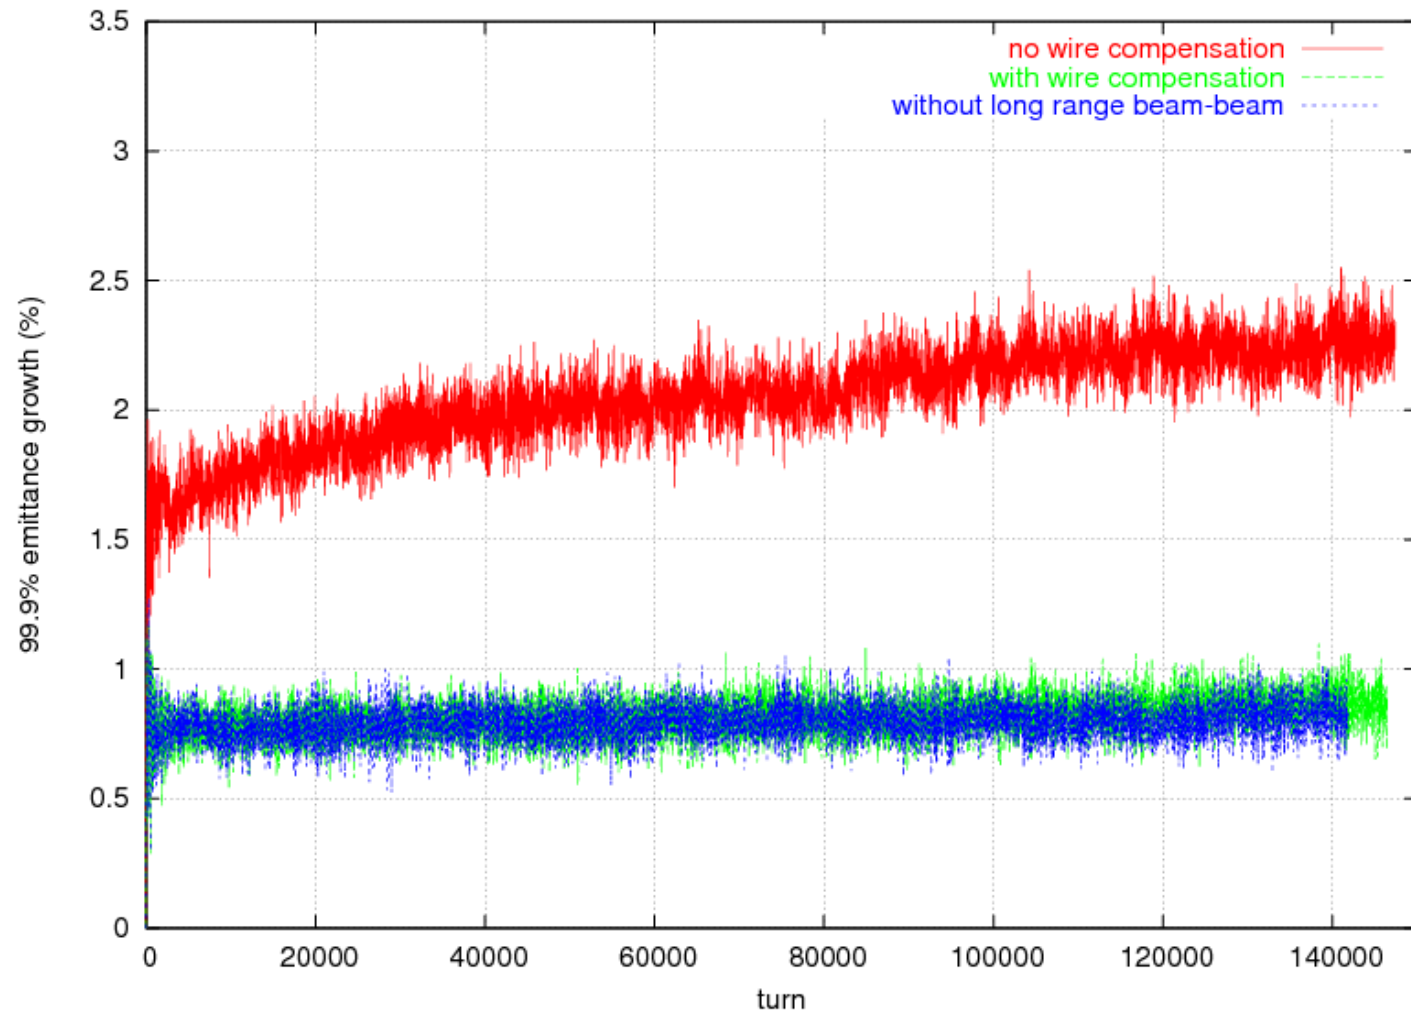 3.5
no wire compensation
with wire compensation
without long range beam-beam
3
2.5
2
1.5
1
0.5
0
99.9% emittance growth (%)
0 20000 40000 60000 80000 100000 120000 140000
turn